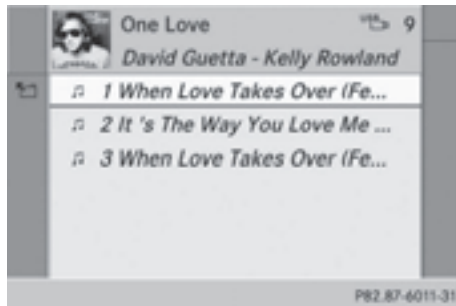 One Love USB 9
David Guetta - Kelly Rowland
1 When Love Takes Over (Fe...
2 It 's The Way You Love Me ...
3 When Love Takes Over (Fe...
P82.87-6011-31